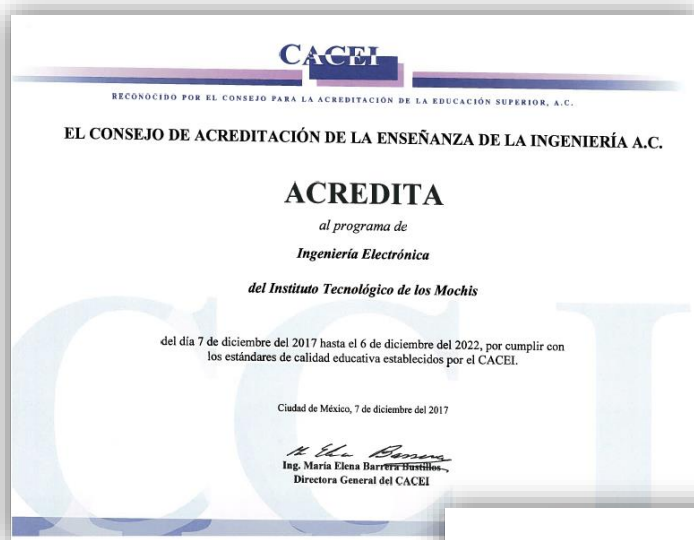 CACEI
RECONOCIDO POR EL CONSEJO PARA LA ACREDITACIÓN DE LA EDUCACIÓN SUPERIOR, A.C.
EL CONSEJO DE ACREDITACIÓN DE LA ENSEÑANZA DE LA INGENIERÍA A.C.
ACREDITA
al programa de
Ingeniería Electrónica
del Instituto Tecnológico de los Mochis
del día 7 de diciembre del 2017 hasta el 6 de diciembre del 2022, por cumplir con
los estándares de calidad educativa establecidos por el CACEI.
Ciudad de México, 7 de diciembre del 2017
Ing. María Elena Barrera Bustillos
Directora General del CACEI